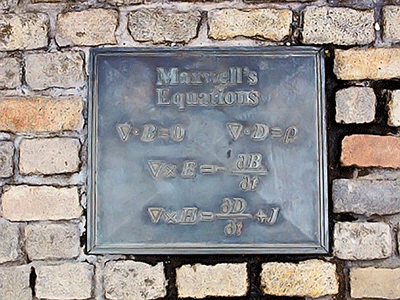 Maxwell's
Equations
∇·B=0 ∇·D=ρ
∇×E=-∂B/∂t
∇×H=∂D/∂t+J